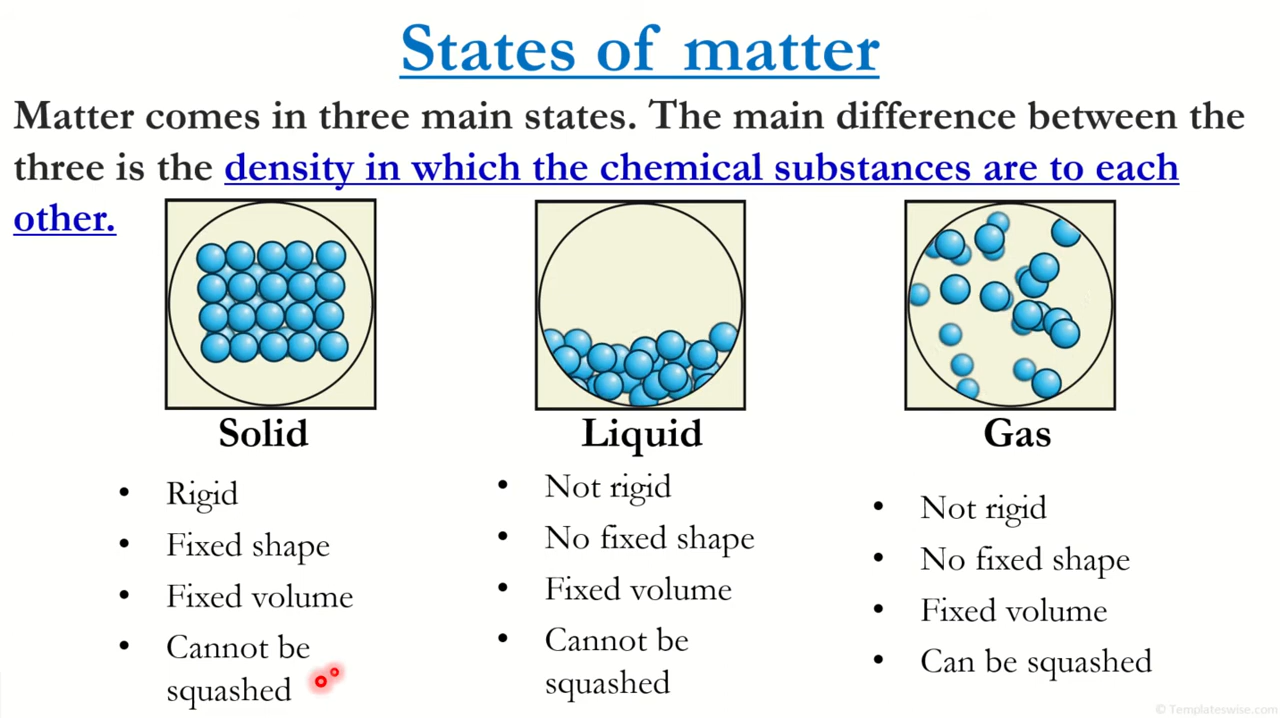 States of matter
Matter comes in three main states. The main difference between the
three is the density in which the chemical substances are to each
other.
Solid
• Rigid
• Fixed shape
• Fixed volume
• Cannot be
squashed
Liquid
• Not rigid
• No fixed shape
• Fixed volume
• Cannot be
squashed
Gas
• Not rigid
• No fixed shape
• Fixed volume
• Can be squashed
© Templateswise.com